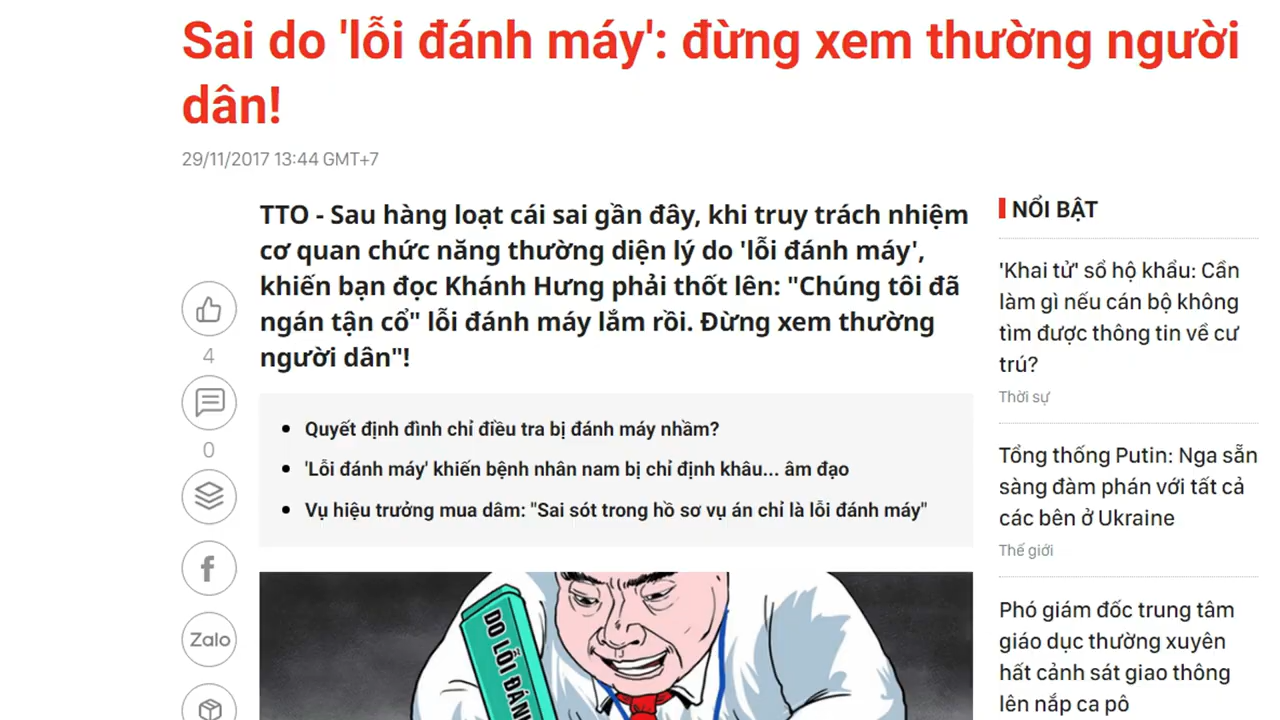 Sai do 'lỗi đánh máy': đừng xem thường người
dân!
29/11/2017 13:44 GMT+7
TTO - Sau hàng loạt cái sai gần đây, khi truy trách nhiệm
cơ quan chức năng thường diện lý do 'lỗi đánh máy',
khiến bạn đọc Khánh Hưng phải thốt lên: "Chúng tôi đã
ngán tận cổ" lỗi đánh máy lắm rồi. Đừng xem thường
người dân"!
4
0
Zalo
Quyết định đình chỉ điều tra bị đánh máy nhầm?
'Lỗi đánh máy' khiến bệnh nhân nam bị chỉ định khâu... âm đạo
Vụ hiệu trưởng mua dâm: "Sai sót trong hồ sơ vụ án chỉ là lỗi đánh máy"
DO LỖI ĐÁN
NỔI BẬT
'Khai tử' sổ hộ khẩu: Cần
làm gì nếu cán bộ không
tìm được thông tin về cư
trú?
Thời sự
Tổng thống Putin: Nga sẵn
sàng đàm phán với tất cả
các bên ở Ukraine
Thế giới
Phó giám đốc trung tâm
giáo dục thường xuyên
hất cảnh sát giao thông
lên nắp ca pô